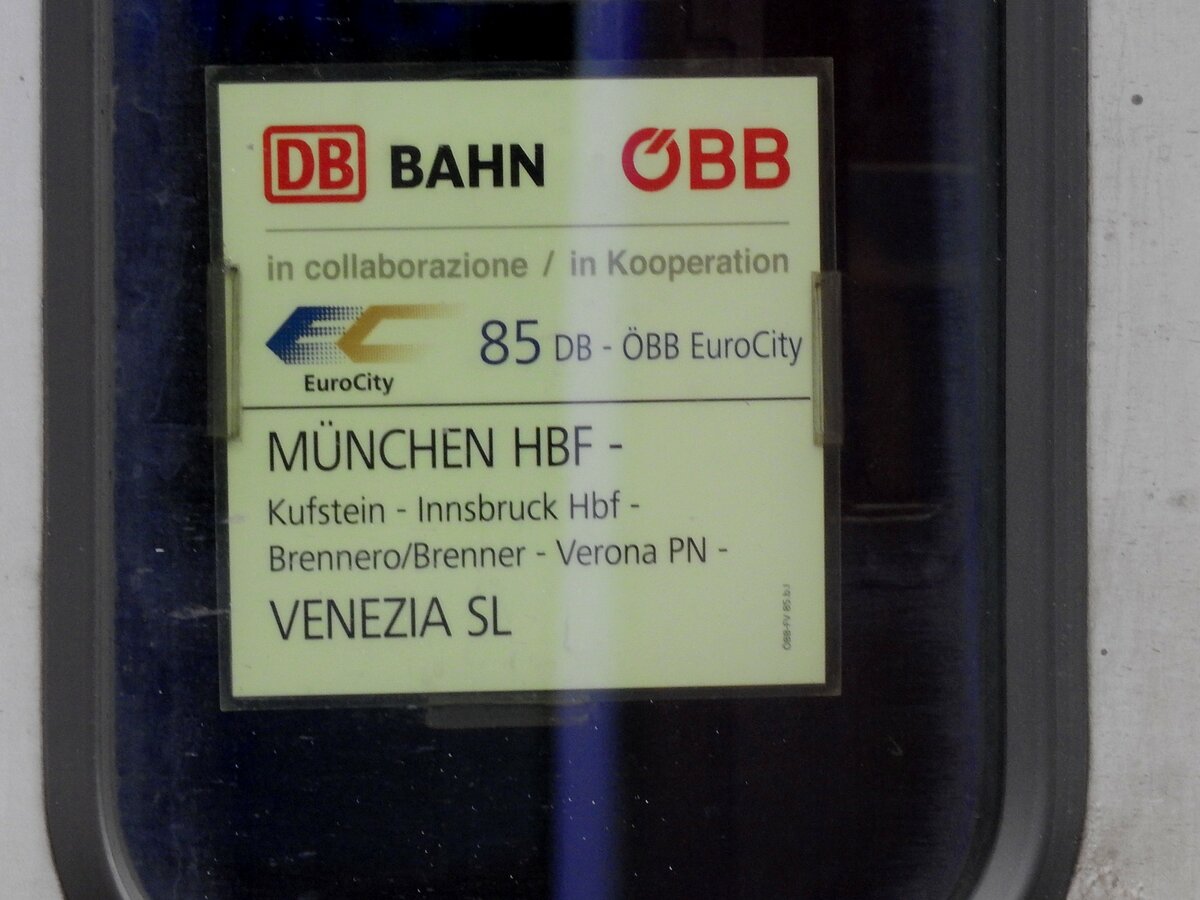 DB BAHN ÖBB
in collaborazione / in Kooperation
EC 85 DB - ÖBB EuroCity
EuroCity
MÜNCHEN HBF -
Kufstein - Innsbruck Hbf -
Brennero/Brenner - Verona PN -
VENEZIA SL